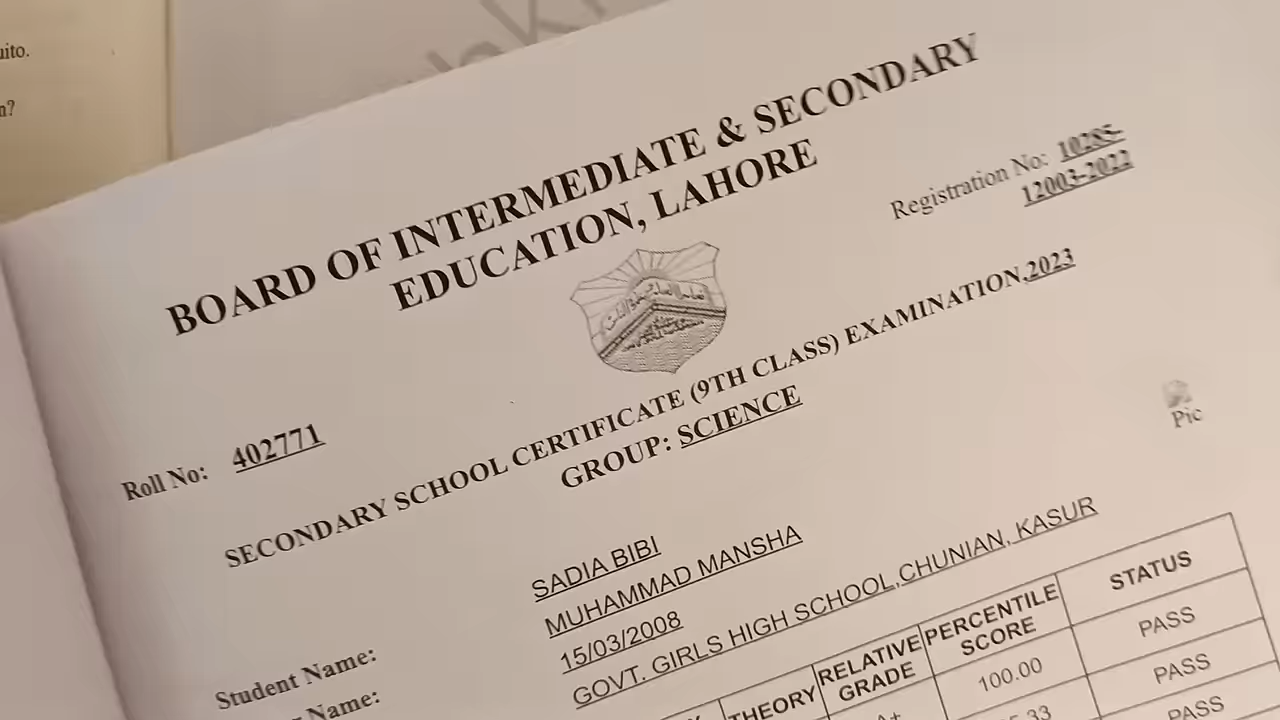 uito.
n?
BOARD OF INTERMEDIATE & SECONDARY
EDUCATION, LAHORE
Registration No: 10285-
12003-2022
SECONDARY SCHOOL CERTIFICATE (9TH CLASS) EXAMINATION,2023
GROUP: SCIENCE
Pic
Roll No: 402771
Student Name: SADIA BIBI
Name: MUHAMMAD MANSHA
15/03/2008
GOVT. GIRLS HIGH SCHOOL,CHUNIAN, KASUR
THEORY RELATIVE GRADE PERCENTILE SCORE STATUS
A+ 100.00 PASS
.33 PASS
PASS